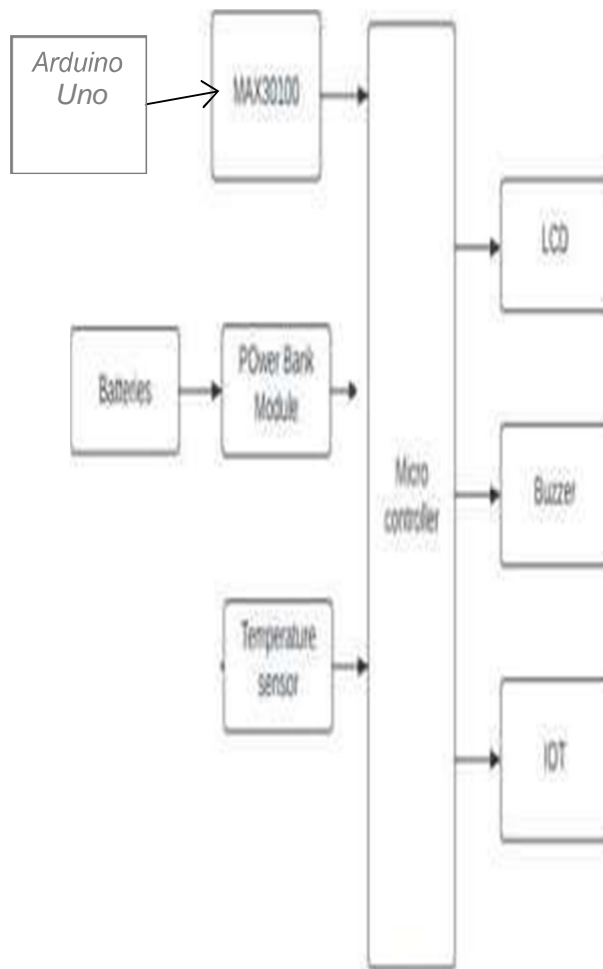 Arduino
Uno
MAX30100
LCD
Batteries
POwer Bank
Module
Micro
controller
Buzzer
Temperature
sensor
IOT